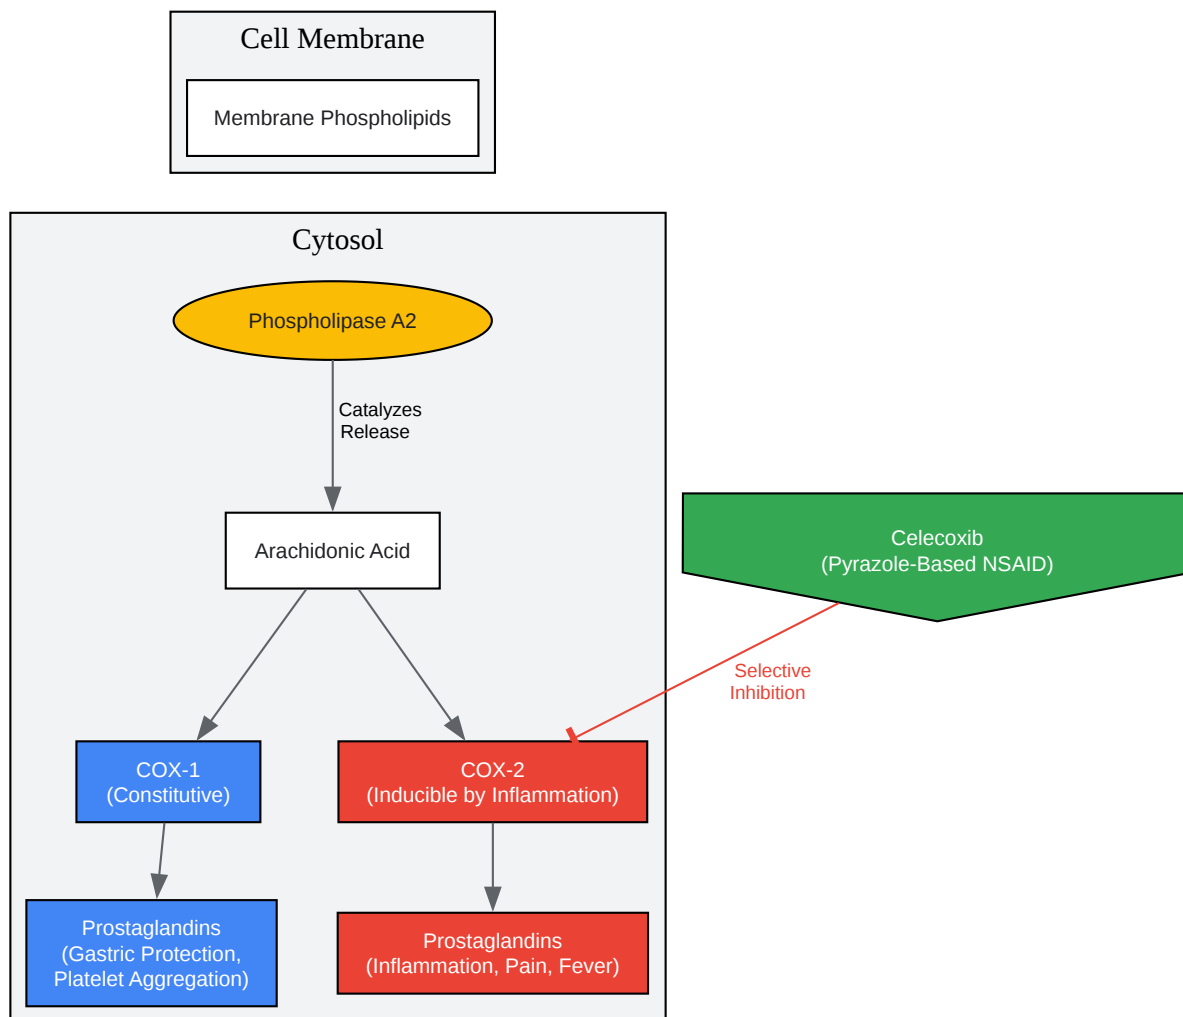 Cell Membrane
Membrane Phospholipids
Cytosol
Phospholipase A2
Catalyzes
Release
Arachidonic Acid
Celecoxib
(Pyrazole-Based NSAID)
Selective
Inhibition
COX-1
(Constitutive)
COX-2
(Inducible by Inflammation)
Prostaglandins
(Gastric Protection,
Platelet Aggregation)
Prostaglandins
(Inflammation, Pain, Fever)